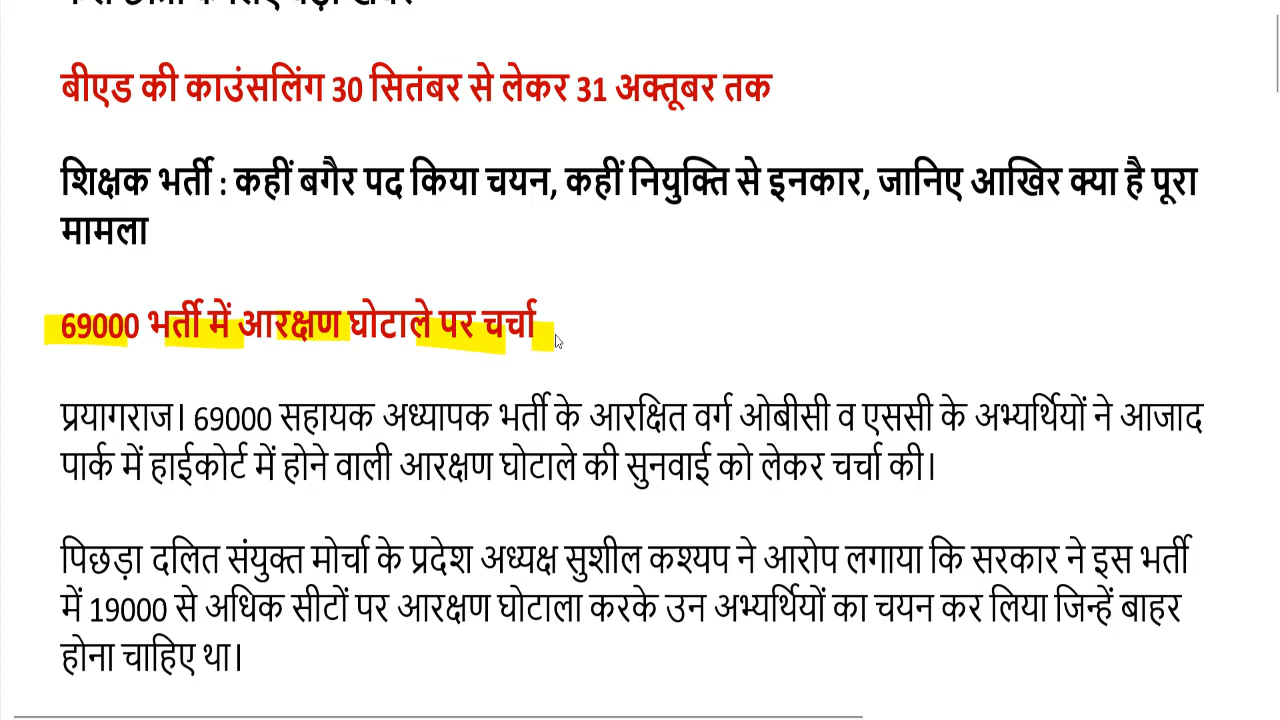 बीएड की काउंसलिंग 30 सितंबर से लेकर 31 अक्तूबर तक
शिक्षक भर्ती : कहीं बगैर पद किया चयन, कहीं नियुक्ति से इनकार, जानिए आखिर क्या है पूरा
मामला
69000 भर्ती में आरक्षण घोटाले पर चर्चा
प्रयागराज। 69000 सहायक अध्यापक भर्ती के आरक्षित वर्ग ओबीसी व एससी के अभ्यर्थियों ने आजाद
पार्क में हाईकोर्ट में होने वाली आरक्षण घोटाले की सुनवाई को लेकर चर्चा की।
पिछड़ा दलित संयुक्त मोर्चा के प्रदेश अध्यक्ष सुशील कश्यप ने आरोप लगाया कि सरकार ने इस भर्ती
में 19000 से अधिक सीटों पर आरक्षण घोटाला करके उन अभ्यर्थियों का चयन कर लिया जिन्हें बाहर
होना चाहिए था।